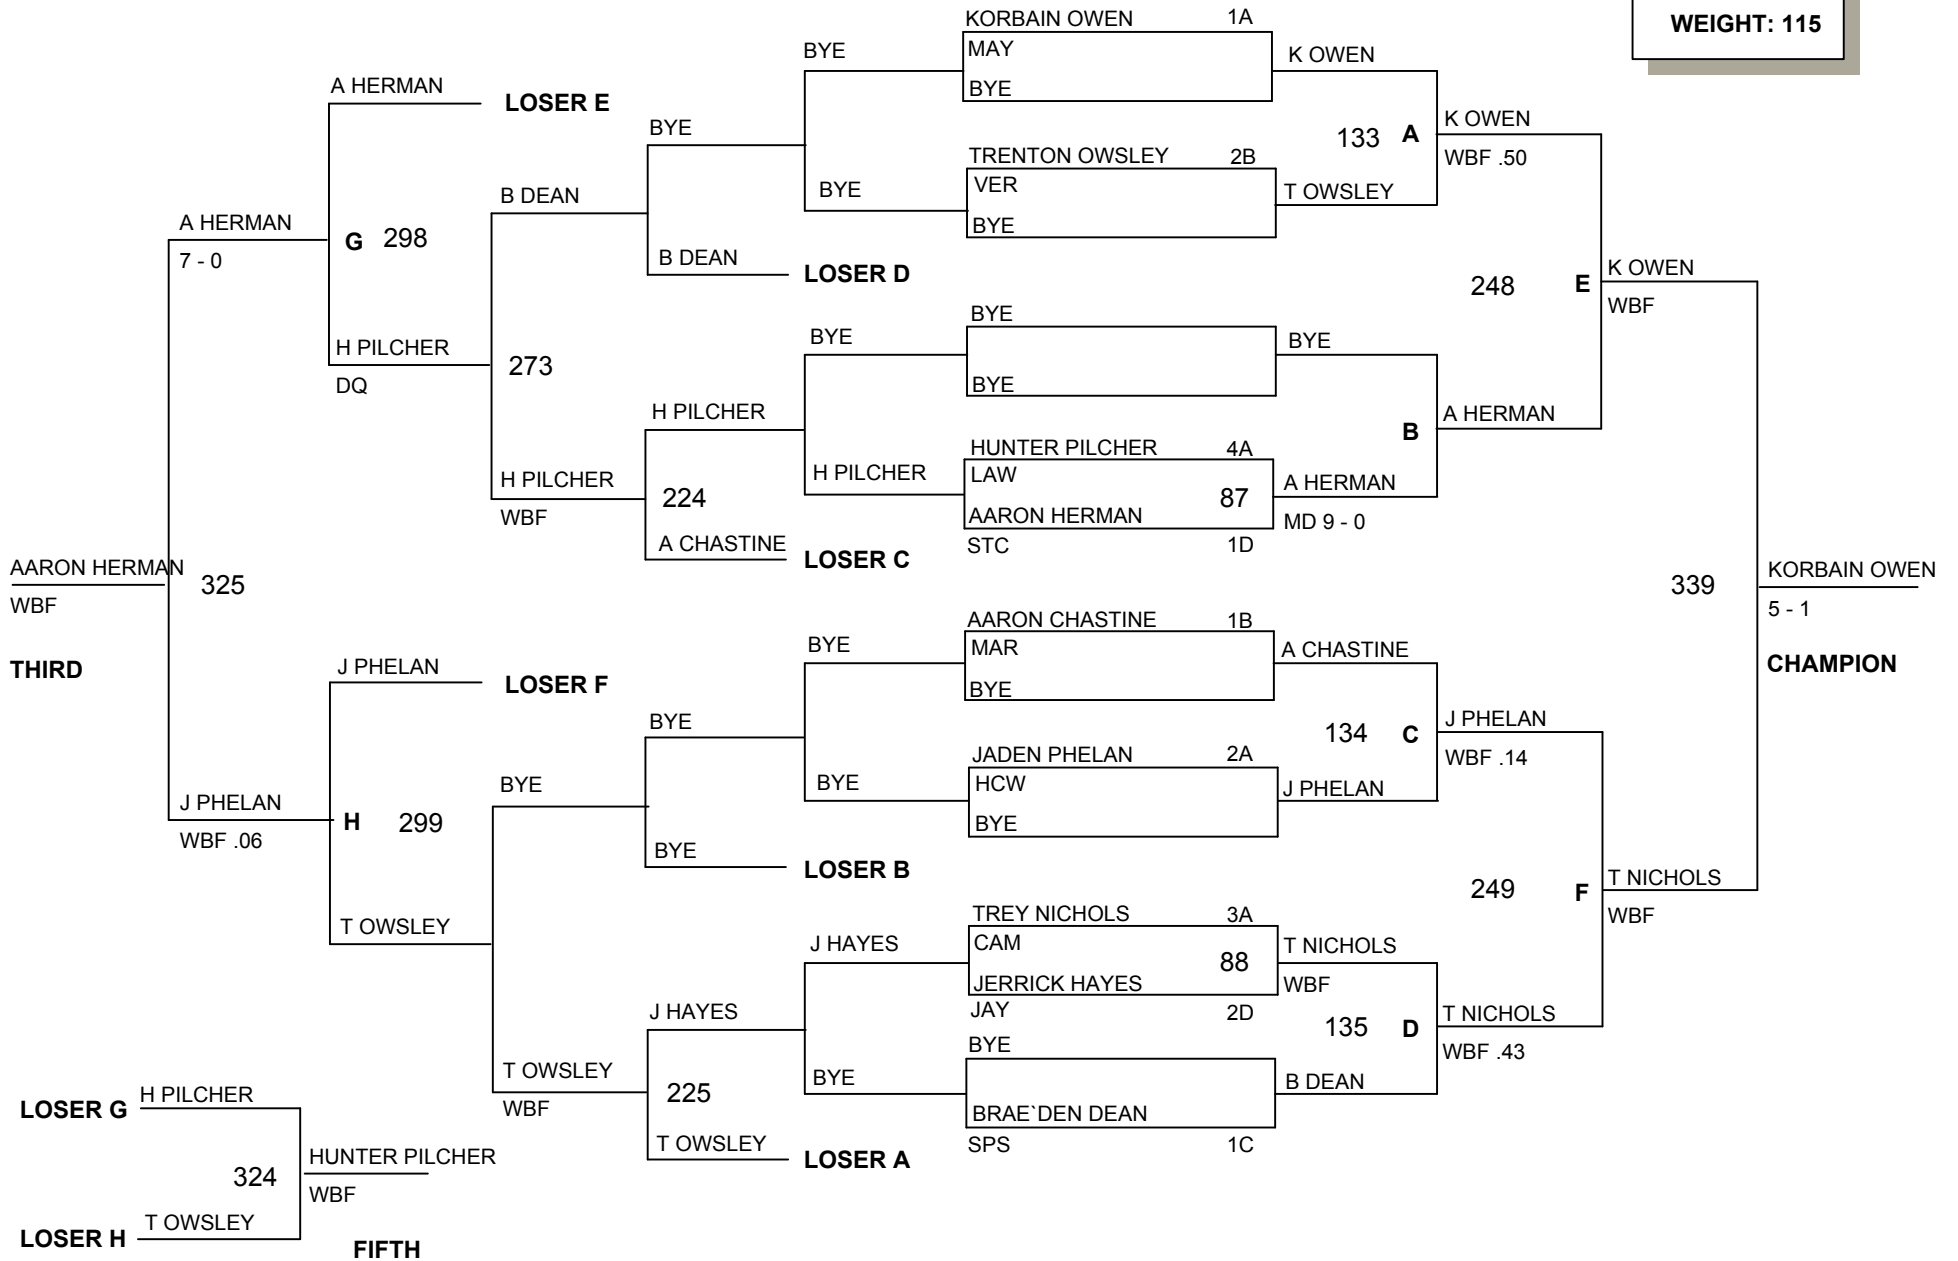 WEIGHT: 115
KORBAIN OWEN 1A
MAY
BYE
TRENTON OWSLEY 2B
VER
BYE
BYE
BYE
HUNTER PILCHER 4A
LAW
87
AARON HERMAN
STC 1D
AARON CHASTINE 1B
MAR
BYE
JADEN PHELAN 2A
HCW
BYE
TREY NICHOLS 3A
CAM
88
JERRICK HAYES
JAY 2D
BYE
BRAE`DEN DEAN
SPS 1C
K OWEN
T OWSLEY
BYE
A HERMAN
MD 9 - 0
A CHASTINE
J PHELAN
T NICHOLS
WBF
B DEAN
133 A
K OWEN
WBF .50
B
A HERMAN
134 C
J PHELAN
WBF .14
135 D
T NICHOLS
WBF .43
248 E
K OWEN
WBF
249 F
T NICHOLS
WBF
339
KORBAIN OWEN
5 - 1
CHAMPION
BYE
BYE
BYE
H PILCHER
BYE
BYE
J HAYES
BYE
BYE
B DEAN
LOSER D
H PILCHER
224
A CHASTINE
LOSER C
BYE
BYE
LOSER B
J HAYES
225
T OWSLEY
LOSER A
B DEAN
273
H PILCHER
WBF
BYE
T OWSLEY
WBF
A HERMAN
LOSER E
G 298
H PILCHER
DQ
J PHELAN
LOSER F
H 299
T OWSLEY
A HERMAN
7 - 0
325
J PHELAN
WBF .06
AARON HERMAN
WBF
THIRD
LOSER G H PILCHER
324
LOSER H T OWSLEY
HUNTER PILCHER
WBF
FIFTH